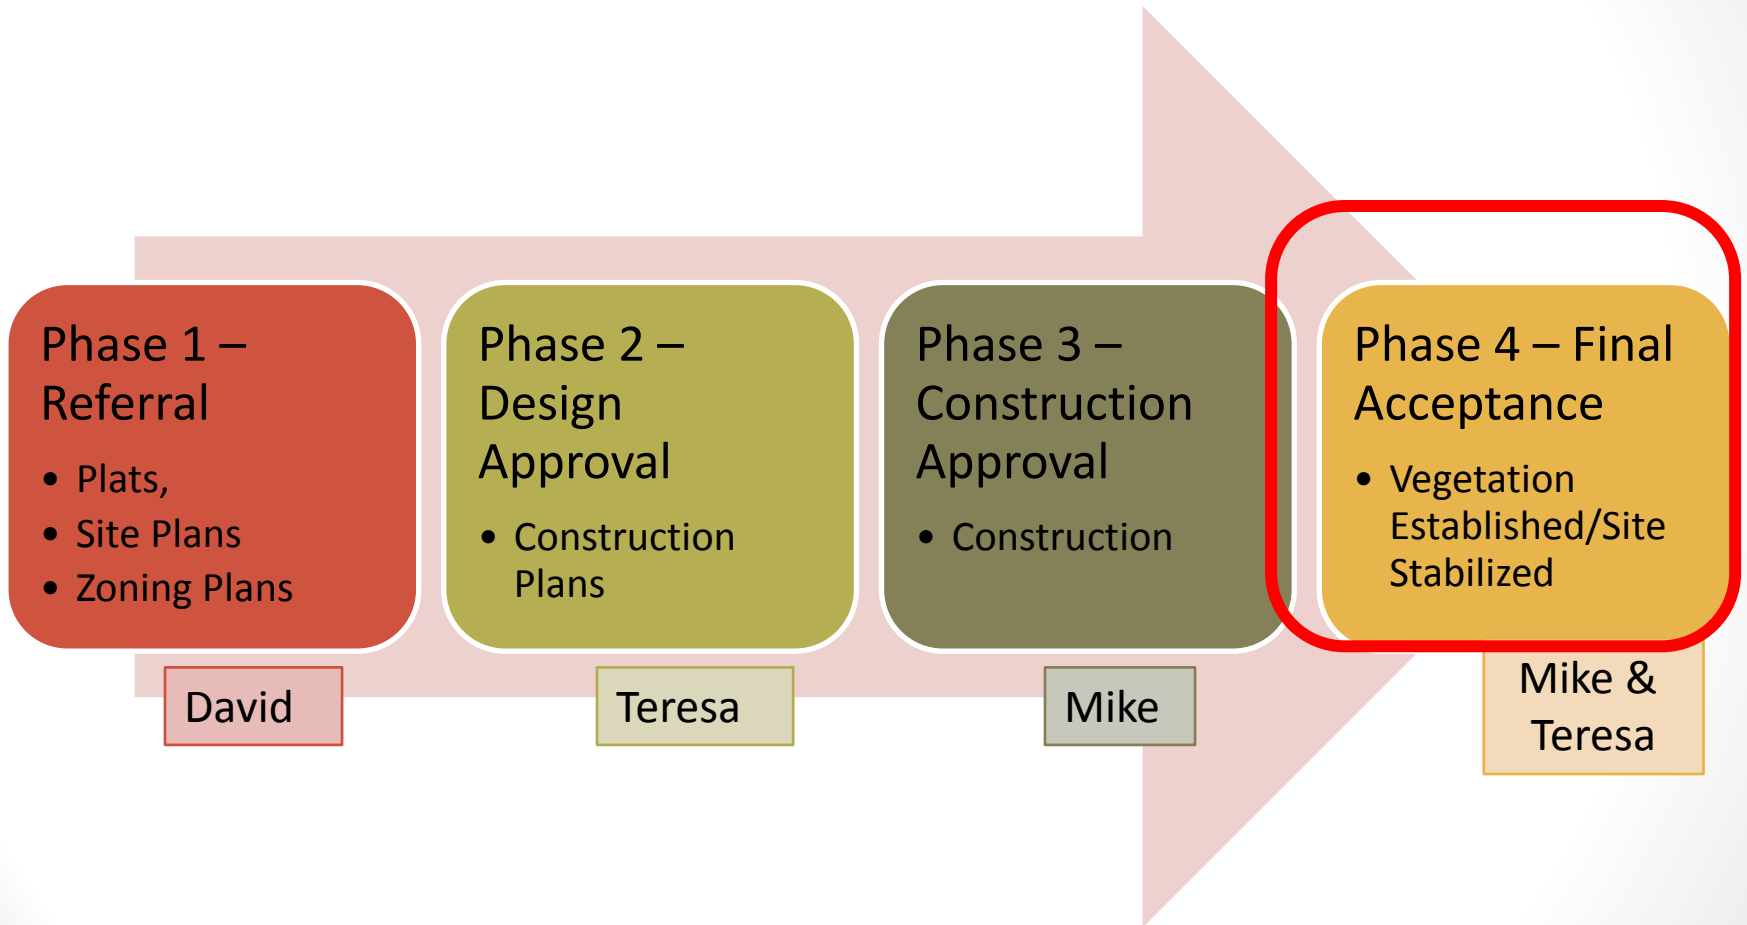 Phase 1 –
Referral
• Plats,
• Site Plans
• Zoning Plans
David
Phase 2 –
Design
Approval
• Construction
Plans
Teresa
Phase 3 –
Construction
Approval
• Construction
Mike
Phase 4 – Final
Acceptance
• Vegetation
Established/Site
Stabilized
Mike &
Teresa